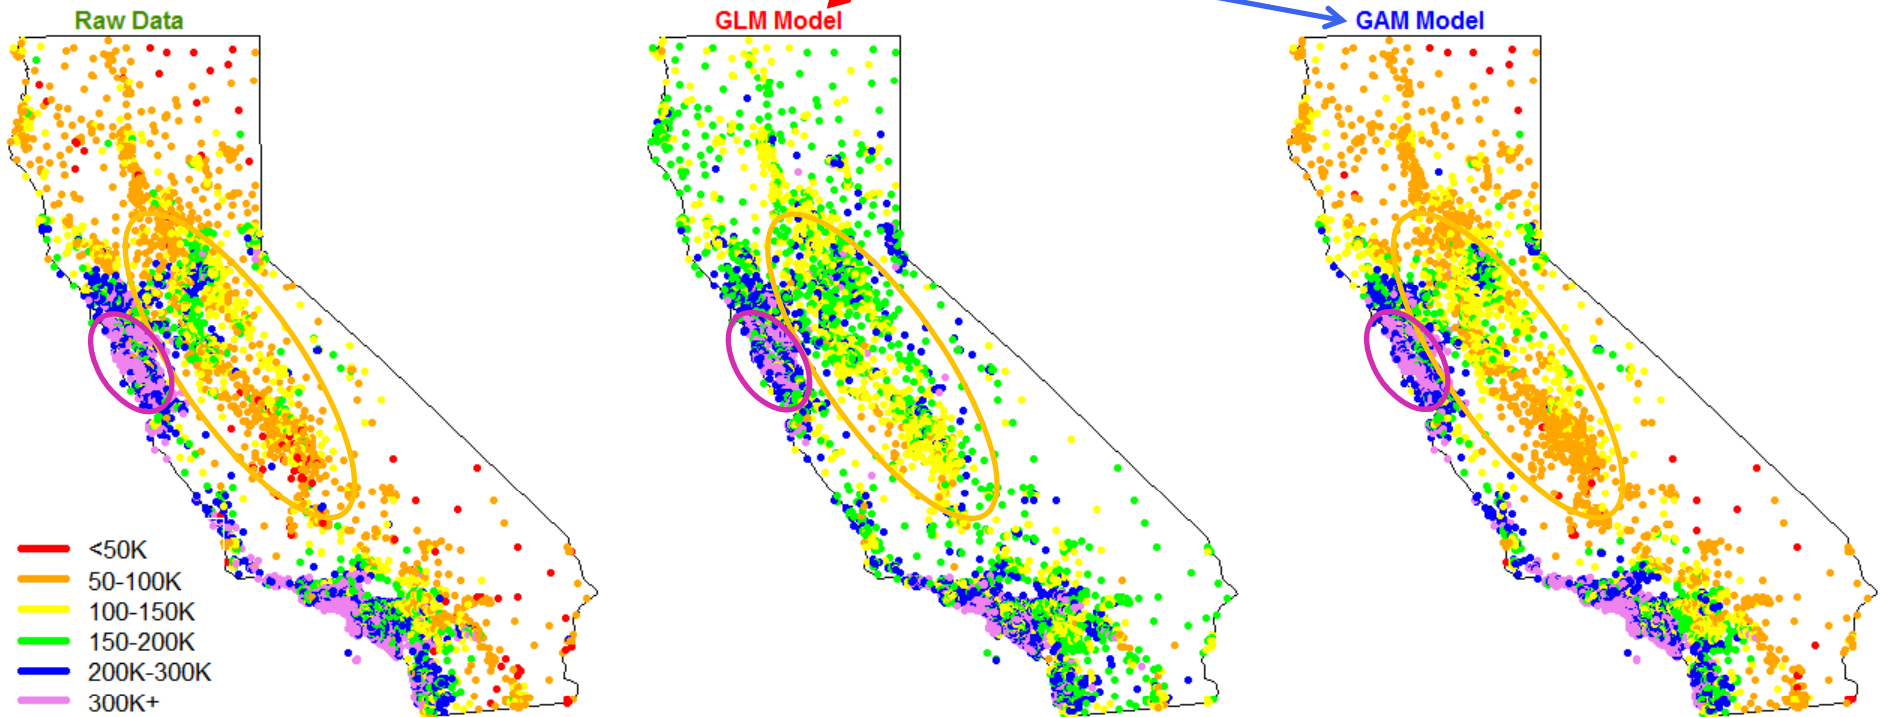 Raw Data
GLM Model
GAM Model
<50K
50-100K
100-150K
150-200K
200K-300K
300K+